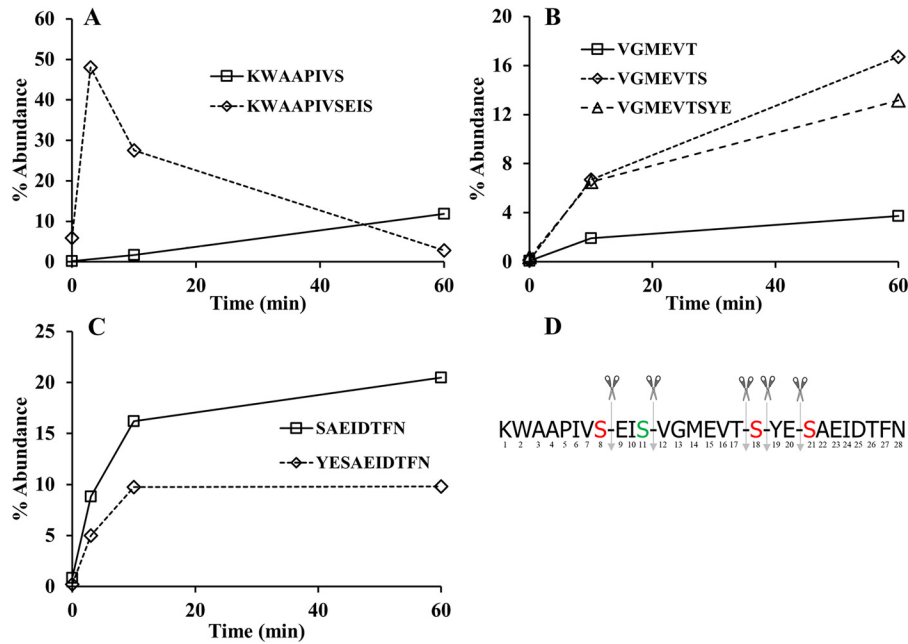 A
60
50
40
30
20
10
0
% Abundance
KWAAPIVS
KWAAPIVSEIS
0 20 40 60
Time (min)
B
20
16
12
8
4
0
% Abundance
VGMEVT
VGMEVTS
VGMEVTSYE
0 20 40 60
Time (min)
C
25
20
15
10
5
0
% Abundance
SAEIDTFN
YESAEIDTFN
0 20 40 60
Time (min)
D
KWAAPIVS-EIS-VGMEVT-S-YE-SAEIDTFN
1 2 3 4 5 6 7 8 9 10 11 12 13 14 15 16 17 18 19 20 21 22 23 24 25 26 27 28